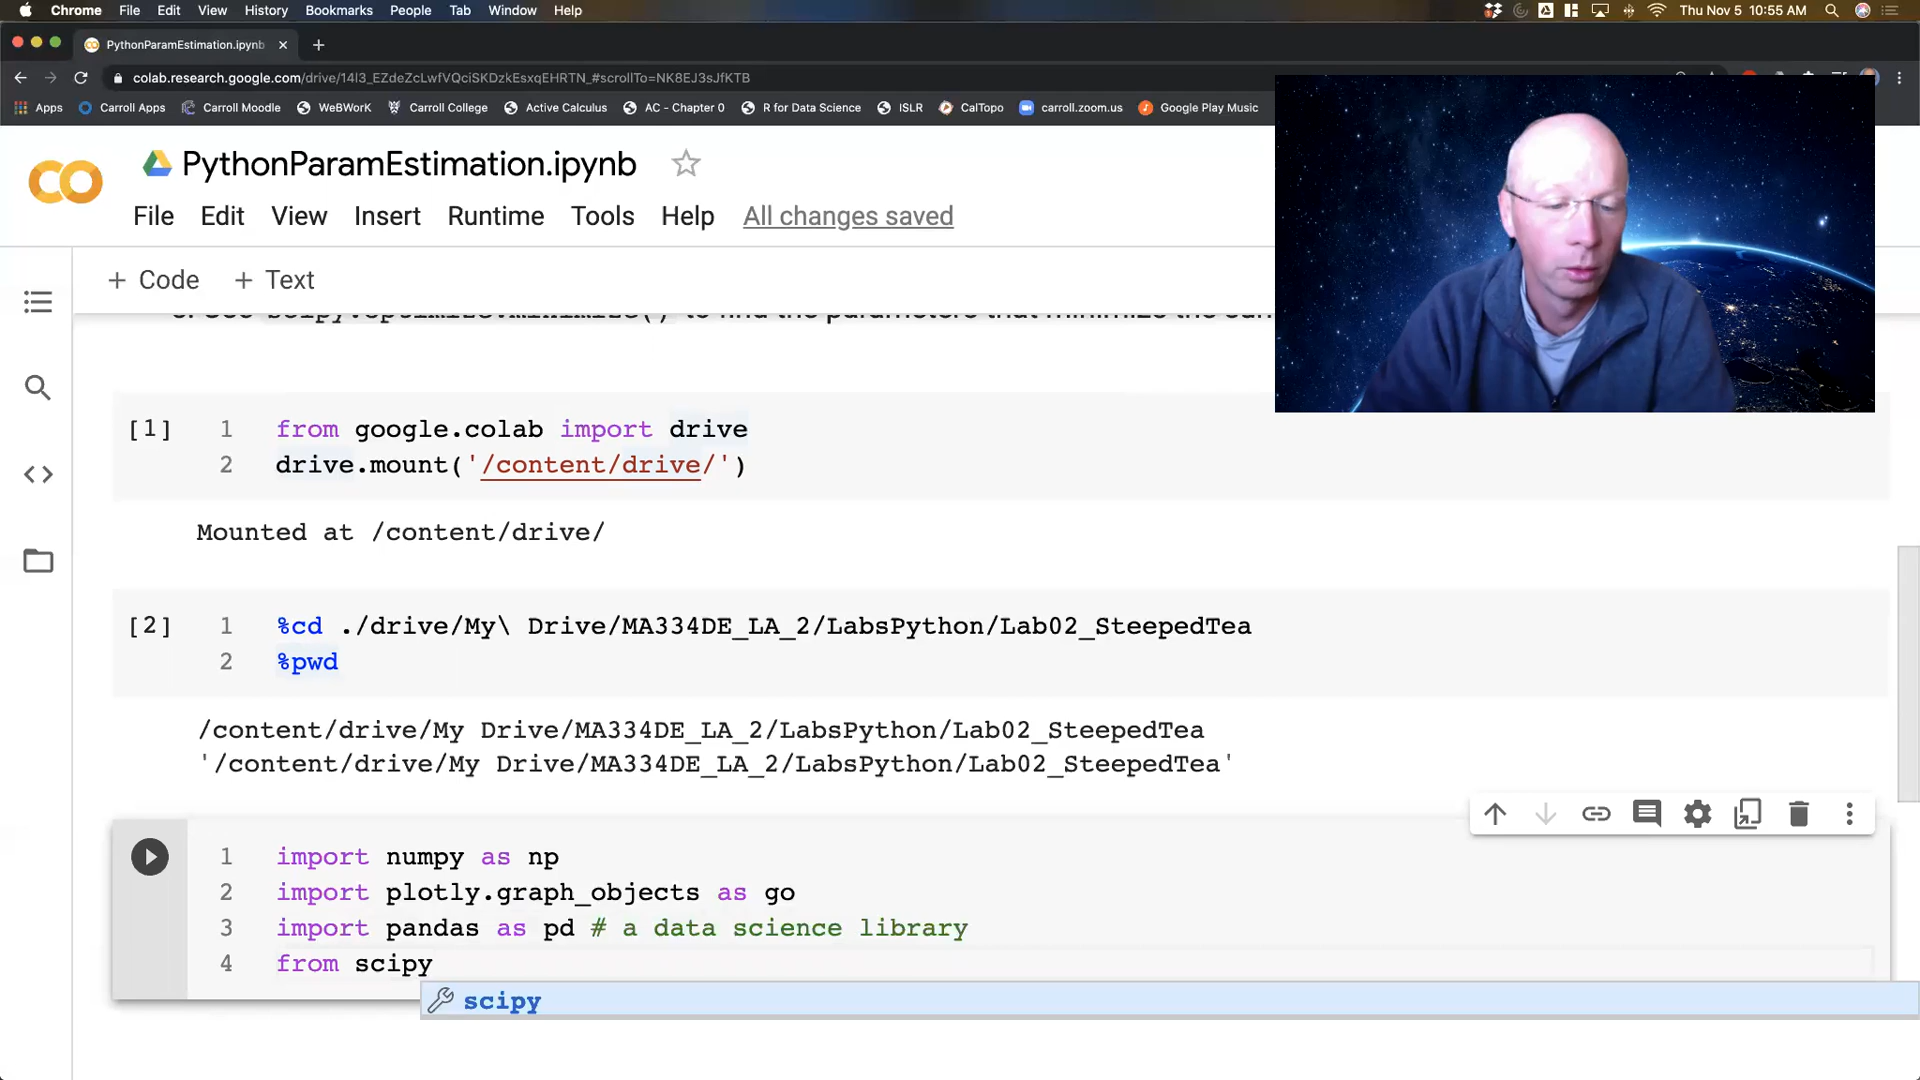 Chrome File Edit View History Bookmarks People Tab Window Help Thu Nov 5 10:55 AM
PythonParamEstimation.ipynb
colab.research.google.com/drive/14l3_EZdeZcLwfVQciSKDzkEsxqEHRTN_#scrollTo=NK8EJ3sJfKTB
Apps Carroll Apps Carroll Moodle WeBWorK Carroll College Active Calculus AC - Chapter 0 R for Data Science ISLR CalTopo carroll.zoom.us Google Play Music
PythonParamEstimation.ipynb
File Edit View Insert Runtime Tools Help All changes saved
+ Code + Text
scipy.optimize.minimize() to find the parameters that minimize the
[1] 1 from google.colab import drive
2 drive.mount('/content/drive/')
Mounted at /content/drive/
[2] 1 %cd ./drive/My\ Drive/MA334DE_LA_2/LabsPython/Lab02_SteepedTea
2 %pwd
/content/drive/My Drive/MA334DE_LA_2/LabsPython/Lab02_SteepedTea
'/content/drive/My Drive/MA334DE_LA_2/LabsPython/Lab02_SteepedTea'
1 import numpy as np
2 import plotly.graph_objects as go
3 import pandas as pd # a data science library
4 from scipy
scipy